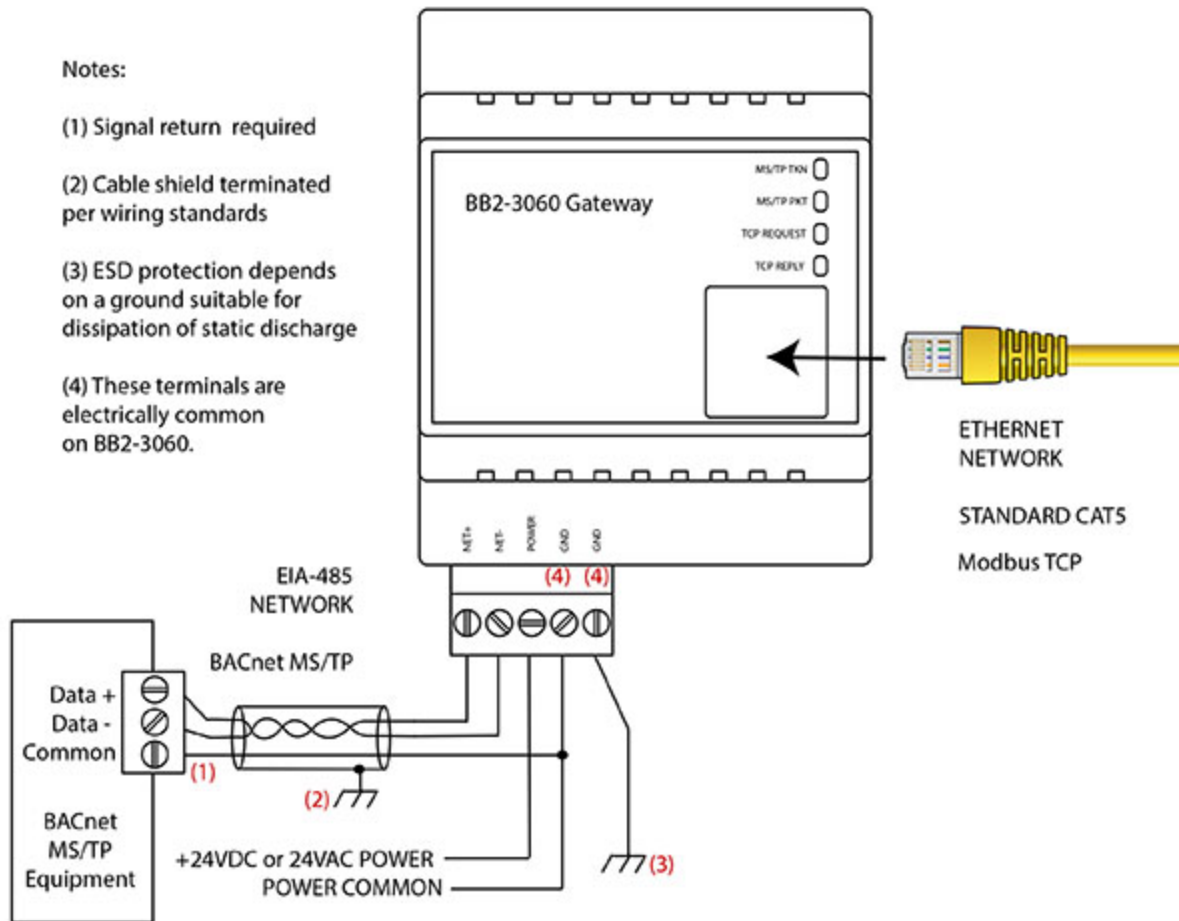 Notes:
(1) Signal return  required
(2) Cable shield terminated
per wiring standards
(3) ESD protection depends
on a ground suitable for
dissipation of static discharge
(4) These terminals are
electrically common
on BB2-3060.
BB2-3060 Gateway
MS/TP TKN
MS/TP PKT
TCP REQUEST
TCP REPLY
ETHERNET
NETWORK
STANDARD CAT5
Modbus TCP
NET+
NET-
POWER
GND
GND
(4)
(4)
EIA-485
NETWORK
BACnet MS/TP
Data +
Data -
Common
(1)
(2)
(3)
BACnet
MS/TP
Equipment
+24VDC or 24VAC POWER
POWER COMMON